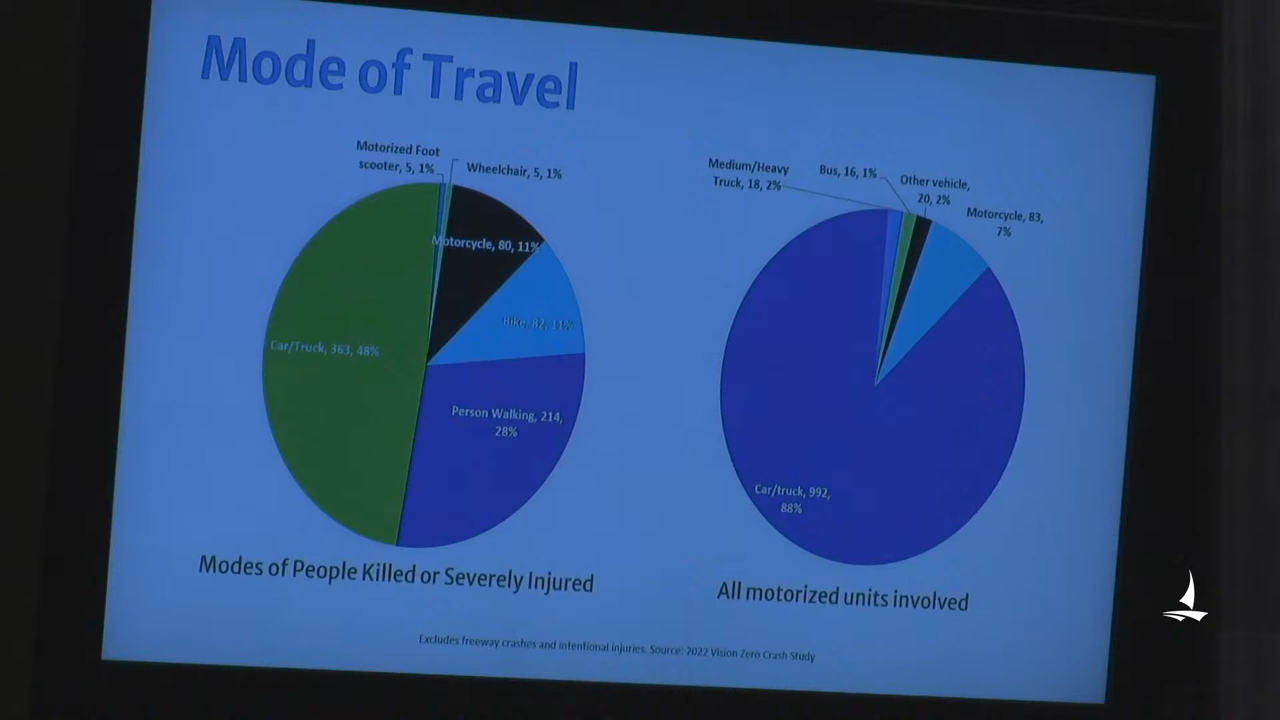 Mode of Travel
Motorized Foot
scooter, 5, 1%
Wheelchair, 5, 1%
Motorcycle, 80, 11%
Bike, 82, 11%
Car/Truck, 363, 48%
Person Walking, 214,
28%
Modes of People Killed or Severely Injured
Medium/Heavy
Truck, 18, 2%
Bus, 16, 1%
Other vehicle,
20, 2%
Motorcycle, 83,
7%
Car/truck, 992,
88%
All motorized units involved
Excludes freeway crashes and intentional injuries. Source: 2022 Vision Zero Crash Study